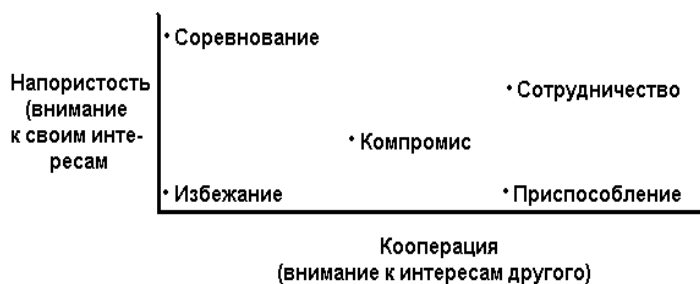 Соревнование
Напористость
(внимание
к своим инте-
ресам
Сотрудничество
Компромис
Избежание
Приспособление
Кооперация
(внимание к интересам другого)